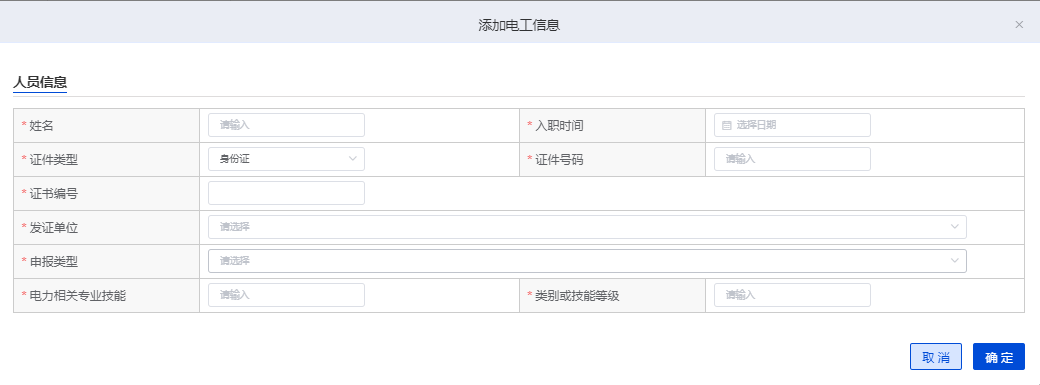 添加电工信息
人员信息
* 姓名 请输入 * 入职时间 选择日期
* 证件类型 身份证 * 证件号码 请输入
* 证书编号
* 发证单位 请选择
* 申报类型 请选择
* 电力相关专业技能 请输入 * 类别或技能等级 请输入
取 消 确 定